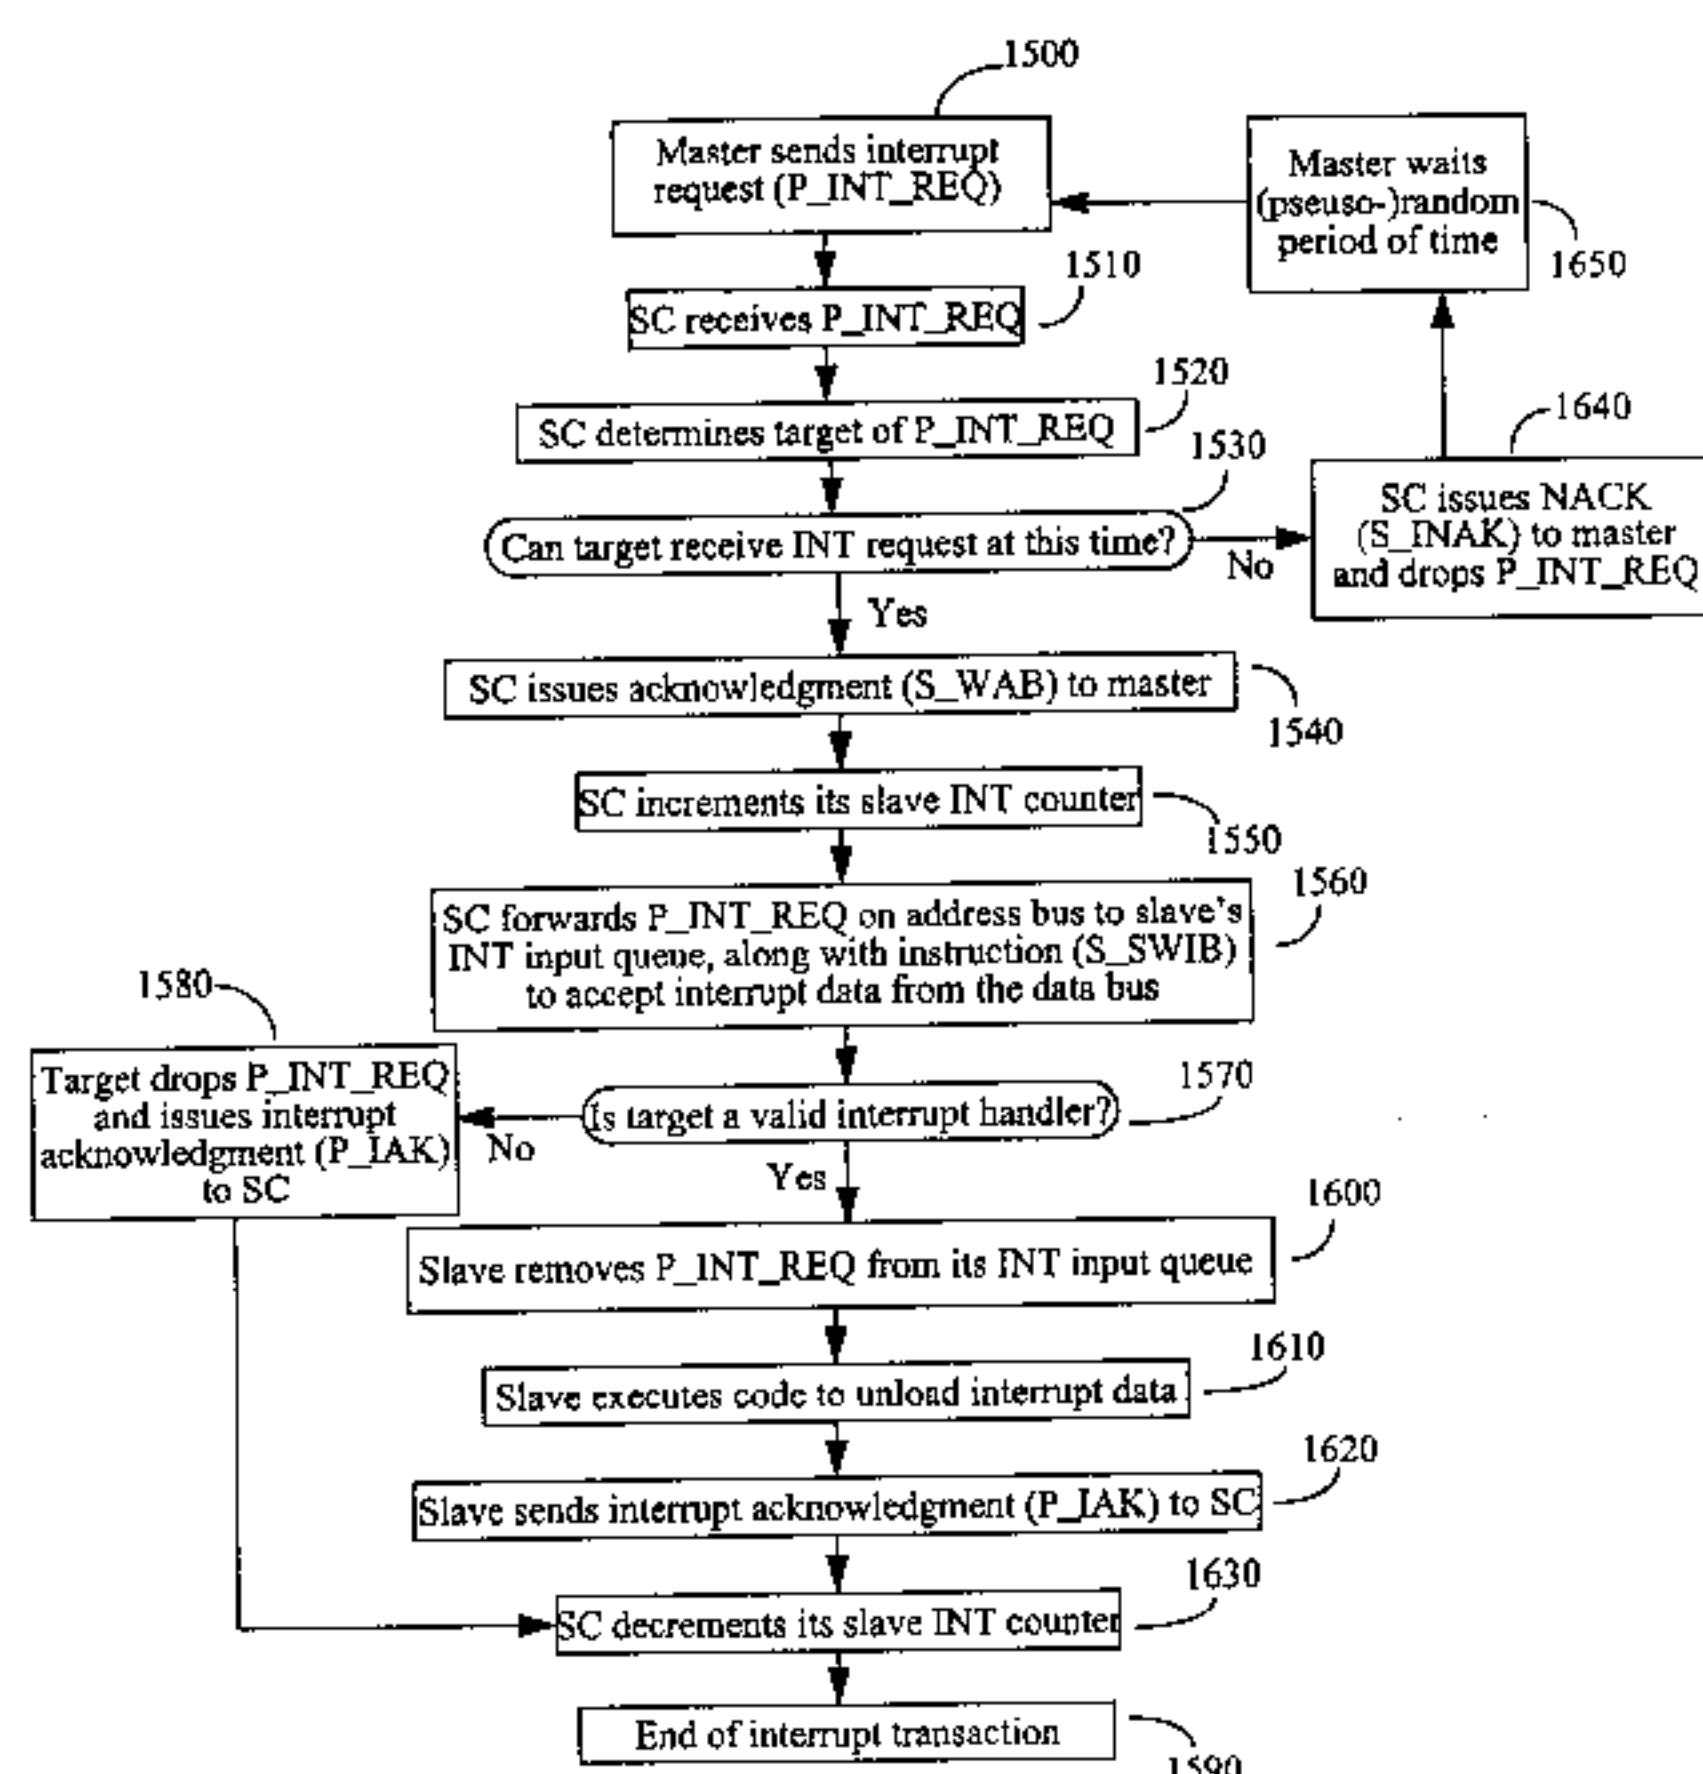 1500
Master sends interrupt
request (P_INT_REQ)
Master waits
(pseuso-)random
period of time
1650
1510
SC receives P_INT_REQ
1520
SC determines target of P_INT_REQ
1530
1640
Can target receive INT request at this time?
No
SC issues NACK
(S_INAK) to master
and drops P_INT_REQ
Yes
SC issues acknowledgment (S_WAB) to master
1540
SC increments its slave INT counter
1550
1560
SC forwards P_INT_REQ on address bus to slave's
INT input queue, along with instruction (S_SWIB)
to accept interrupt data from the data bus
1580
Target drops P_INT_REQ
and issues interrupt
acknowledgment (P_IAK)
to SC
1570
Is target a valid interrupt handler?
No
Yes
1600
Slave removes P_INT_REQ from its INT input queue
1610
Slave executes code to unload interrupt data
1620
Slave sends interrupt acknowledgment (P_IAK) to SC
1630
SC decrements its slave INT counter
End of interrupt transaction
1590